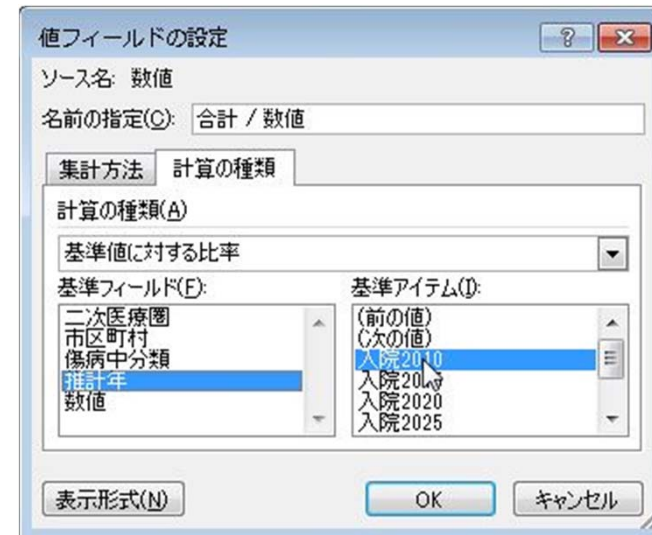 値フィールドの設定
ソース名: 数値
名前の指定(C): 合計 / 数値
集計方法 計算の種類
計算の種類(A)
基準値に対する比率
基準フィールド(F): 基準アイテム(I):
二次医療圏
市区町村
傷病中分類
推計年
数値
(前の値)
(次の値)
入院2010
入院20
入院2020
入院2025
表示形式(N) OK キャンセル